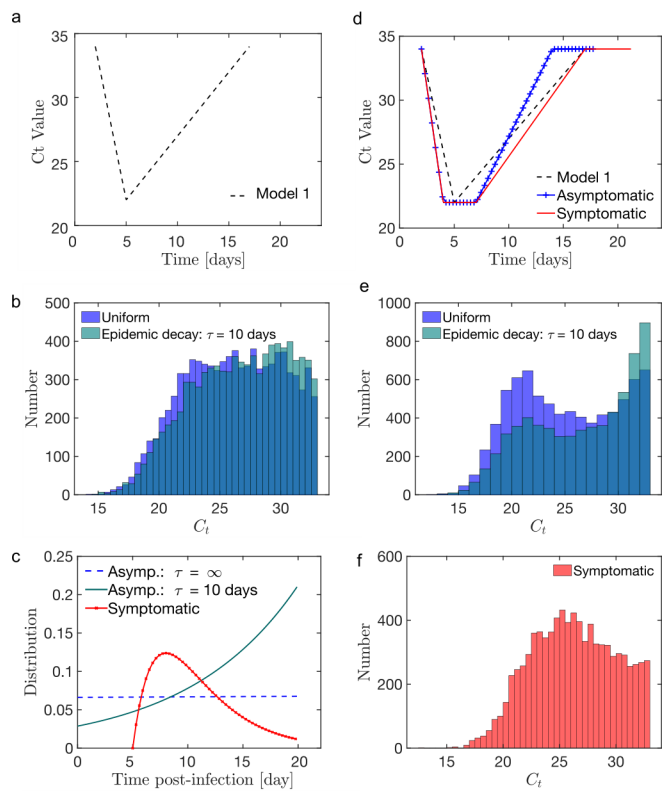 a
35
30
25
20
Ct Value
Model 1
0
5
10
15
20
Time [days]
d
35
30
25
20
Ct Value
Model 1
Asymptomatic
Symptomatic
0
5
10
15
20
Time [days]
b
500
400
300
200
100
0
Number
Uniform
Epidemic decay: τ = 10 days
15
20
25
30
C_t
e
1000
800
600
400
200
0
Number
Uniform
Epidemic decay: τ = 10 days
15
20
25
30
C_t
c
0.25
0.2
0.15
0.1
0.05
0
Distribution
Asymp.: τ = ∞
Asymp.: τ = 10 days
Symptomatic
0
5
10
15
20
Time post-infection [day]
f
600
400
200
0
Number
Symptomatic
15
20
25
30
C_t